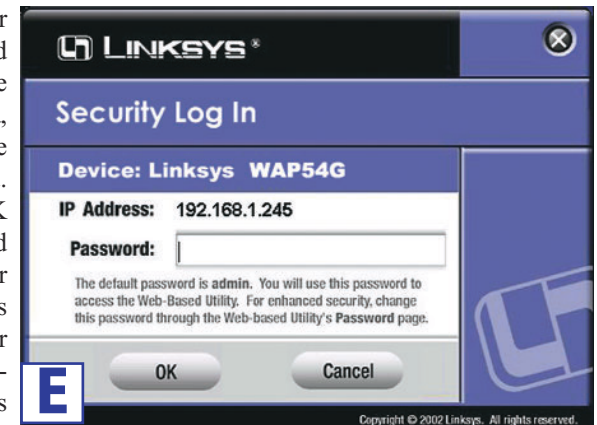 LINKSYS®
Security Log In
Device: Linksys WAP54G
IP Address: 192.168.1.245
Password:
The default password is admin. You will use this password to
access the Web-Based Utility. For enhanced security, change
this password through the Web-based Utility's Password page.
OK Cancel
E
Copyright © 2002 Linksys. All rights reserved.